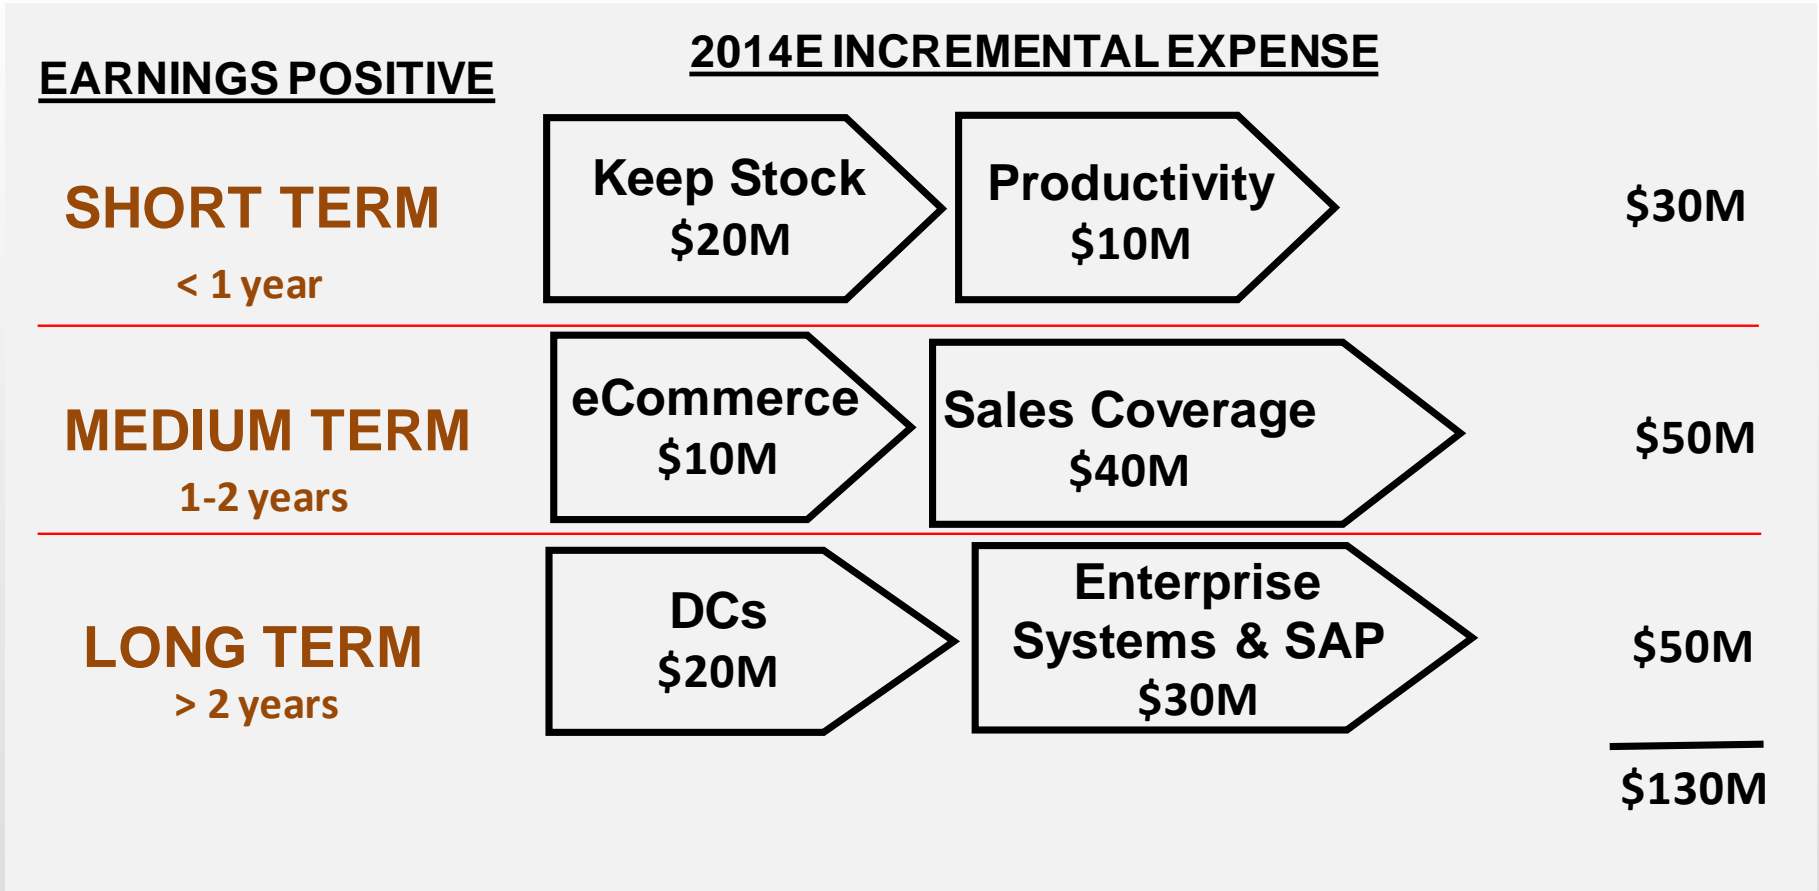 EARNINGS POSITIVE
2014E INCREMENTAL EXPENSE
SHORT TERM
< 1 year
Keep Stock
$20M
Productivity
$10M
$30M
MEDIUM TERM
1-2 years
eCommerce
$10M
Sales Coverage
$40M
$50M
LONG TERM
> 2 years
DCs
$20M
Enterprise
Systems & SAP
$30M
$50M
$130M